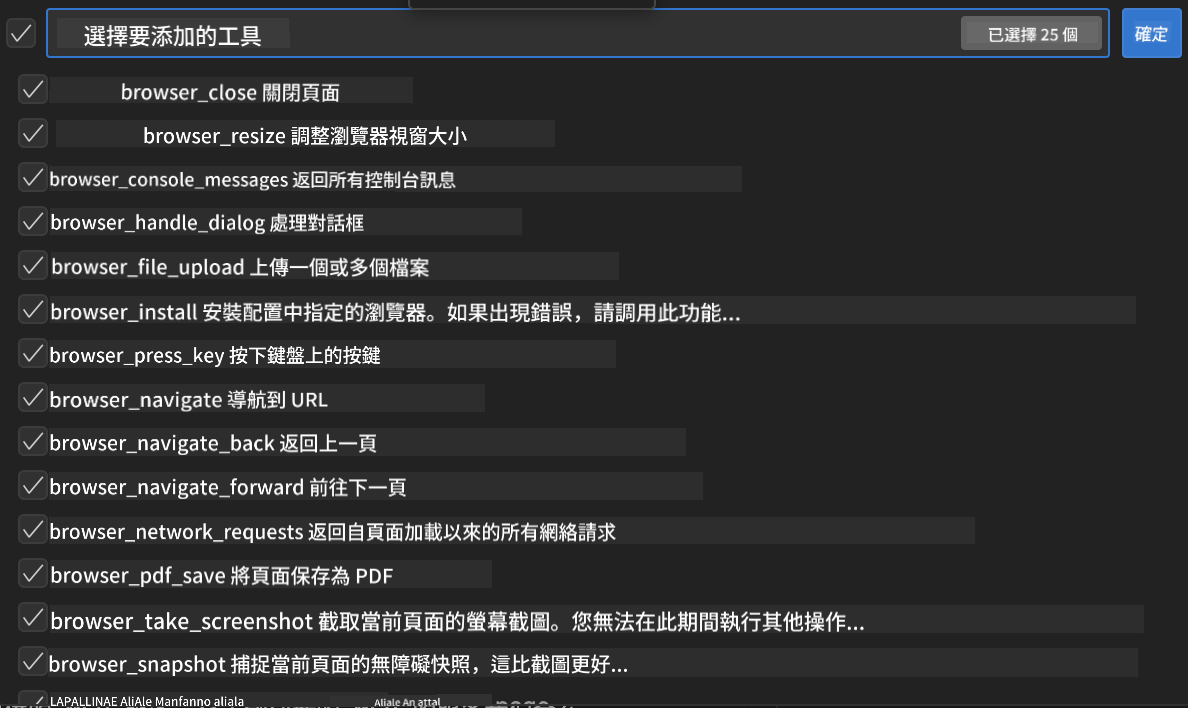 選擇要添加的工具 已選擇 25 個 確定
browser_close 關閉頁面
browser_resize 調整瀏覽器視窗大小
browser_console_messages 返回所有控制台訊息
browser_handle_dialog 處理對話框
browser_file_upload 上傳一個或多個檔案
browser_install 安裝配置中指定的瀏覽器。如果出現錯誤，請調用此功能...
browser_press_key 按下鍵盤上的按鍵
browser_navigate 導航到 URL
browser_navigate_back 返回上一頁
browser_navigate_forward 前往下一頁
browser_network_requests 返回自頁面加載以來的所有網絡請求
browser_pdf_save 將頁面保存為 PDF
browser_take_screenshot 截取當前頁面的螢幕截圖。您無法在此期間執行其他操作...
browser_snapshot 捕捉當前頁面的無障礙快照，這比截圖更好...
LAPALLINAE AliAle Manfanno aliala Aliale An attal